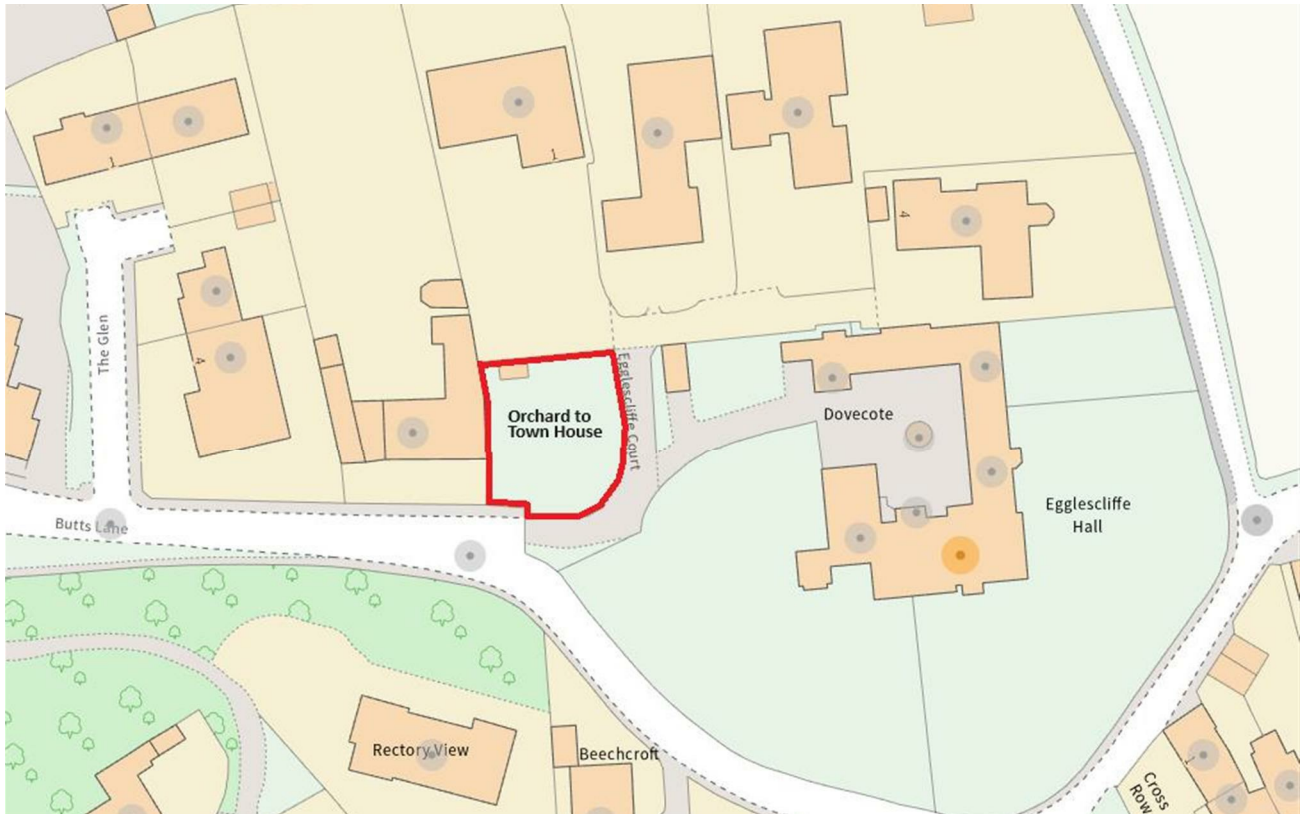 1
1
4
The Glen
4
Egglescliffe Court
Orchard to
Town House
Dovecote
Egglescliffe
Hall
Butts Lane
Rectory View
Beechcroft
Cross
Row
1